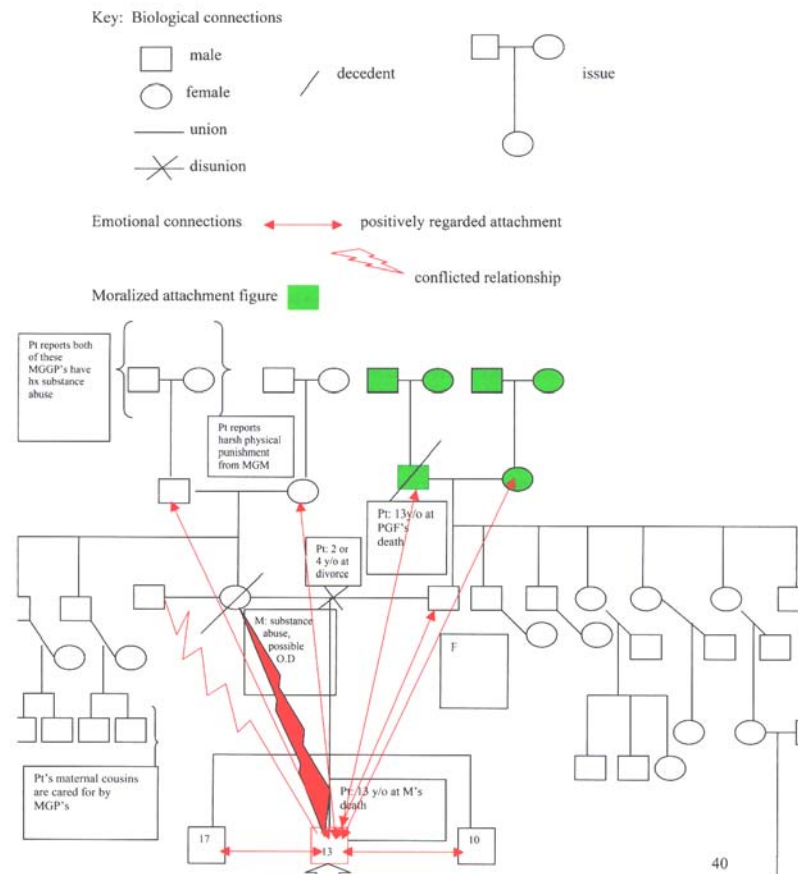 Key: Biological connections
male
female
decedent
issue
union
disunion
Emotional connections
positively regarded attachment
conflicted relationship
Moralized attachment figure
Pt reports both
of these
MGGP's have
hx substance
abuse
Pt reports
harsh physical
punishment
from MGM
Pt: 13y/o at
PGF's
death
Pt: 2 or
4 y/o at
divorce
M: substance
abuse,
possible
O.D
F
Pt's maternal cousins
are cared for by
MGP's
Pt: 13 y/o at M's
death
17
13
10
40